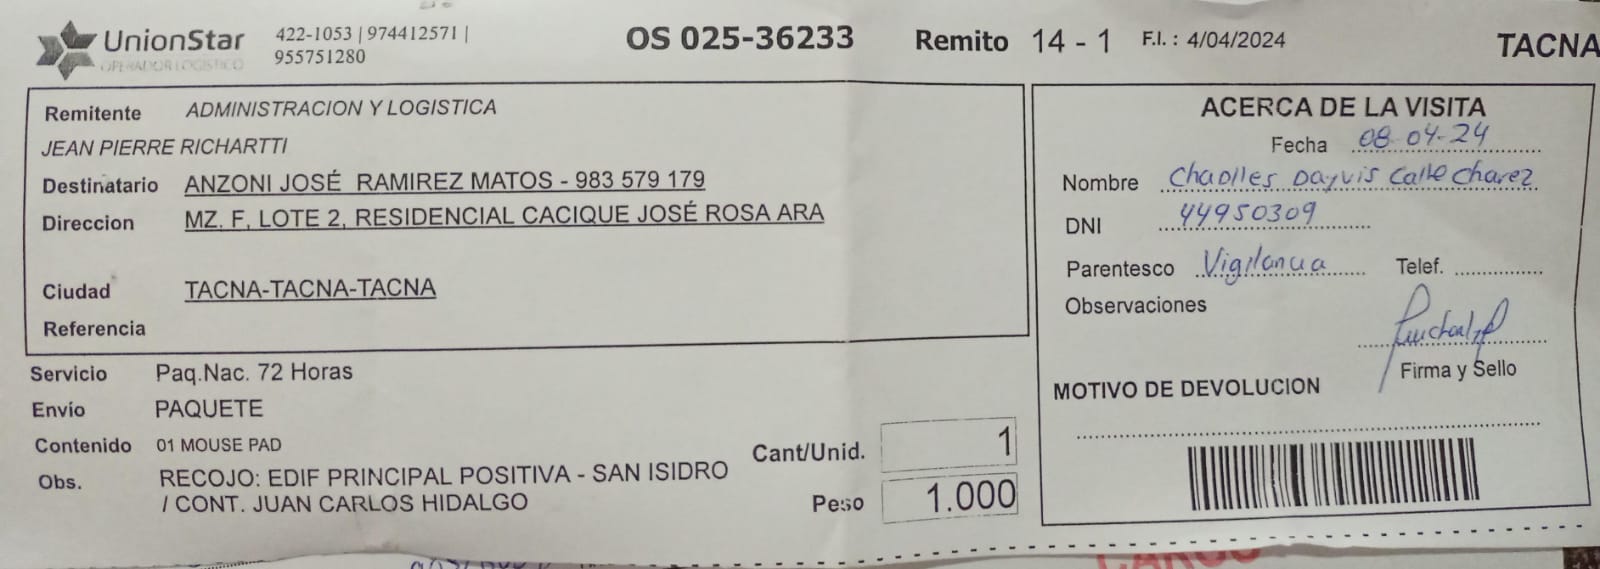 UnionStar
OPERADOR LOGISTICO
422-1053 | 974412571 |
955751280
OS 025-36233
Remito 14 - 1
F.I. : 4/04/2024
TACNA
Remitente ADMINISTRACION Y LOGISTICA
JEAN PIERRE RICHARTTI
Destinatario ANZONI JOSÉ RAMIREZ MATOS - 983 579 179
Direccion MZ. F, LOTE 2, RESIDENCIAL CACIQUE JOSÉ ROSA ARA
Ciudad TACNA-TACNA-TACNA
Referencia
Servicio Paq.Nac. 72 Horas
Envío PAQUETE
Contenido 01 MOUSE PAD
Obs. RECOJO: EDIF PRINCIPAL POSITIVA - SAN ISIDRO
/ CONT. JUAN CARLOS HIDALGO
Cant/Unid. 1
Peso 1.000
ACERCA DE LA VISITA
Fecha 08-04-24
Nombre Chaolles Dayvis Calle Chavez
DNI 44950309
Parentesco Vigilancia Telef.
Observaciones
Firma y Sello
MOTIVO DE DEVOLUCION
CARGO